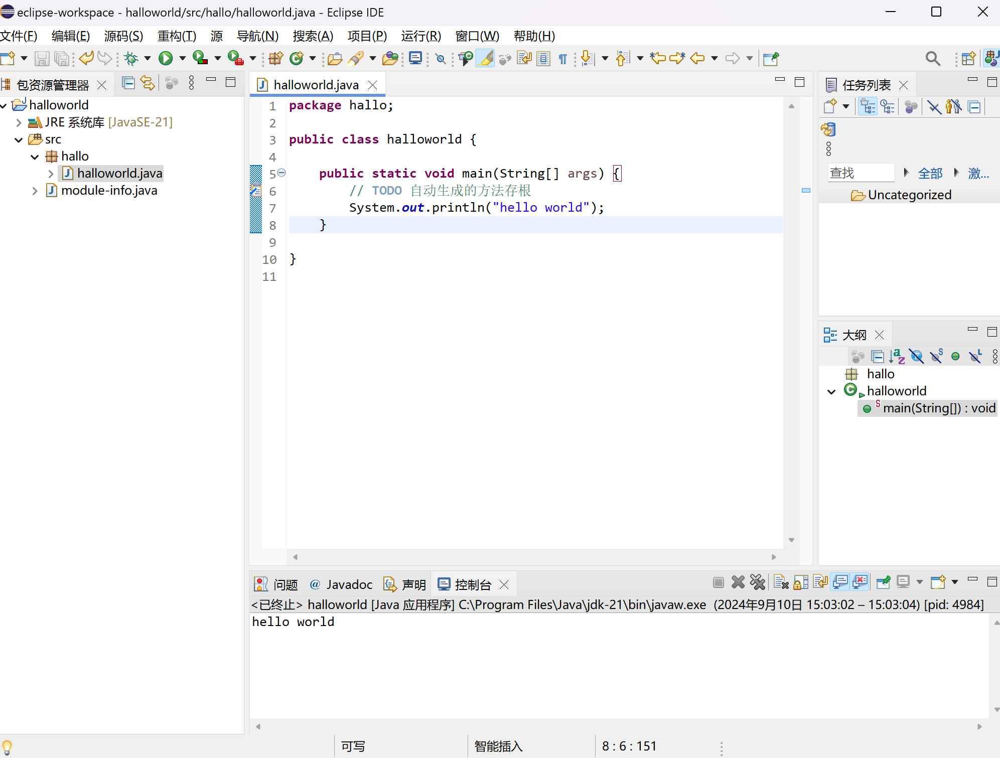 eclipse-workspace - halloworld/src/hallo/halloworld.java - Eclipse IDE
文件(F) 编辑(E) 源码(S) 重构(T) 源 导航(N) 搜索(A) 项目(P) 运行(R) 窗口(W) 帮助(H)
包资源管理器
halloworld
JRE 系统库 [JavaSE-21]
src
hallo
halloworld.java
module-info.java
halloworld.java
1 package hallo;
2
3 public class halloworld {
4
5 public static void main(String[] args) {
6 // TODO 自动生成的方法存根
7 System.out.println("hello world");
8 }
9
10 }
11
任务列表
查找 全部 激...
Uncategorized
大纲
hallo
halloworld
main(String[]) : void
问题 @ Javadoc 声明 控制台
<已终止> halloworld [Java 应用程序] C:\Program Files\Java\jdk-21\bin\javaw.exe (2024年9月10日 15:03:02 – 15:03:04) [pid: 4984]
hello world
可写 智能插入 8 : 6 : 151